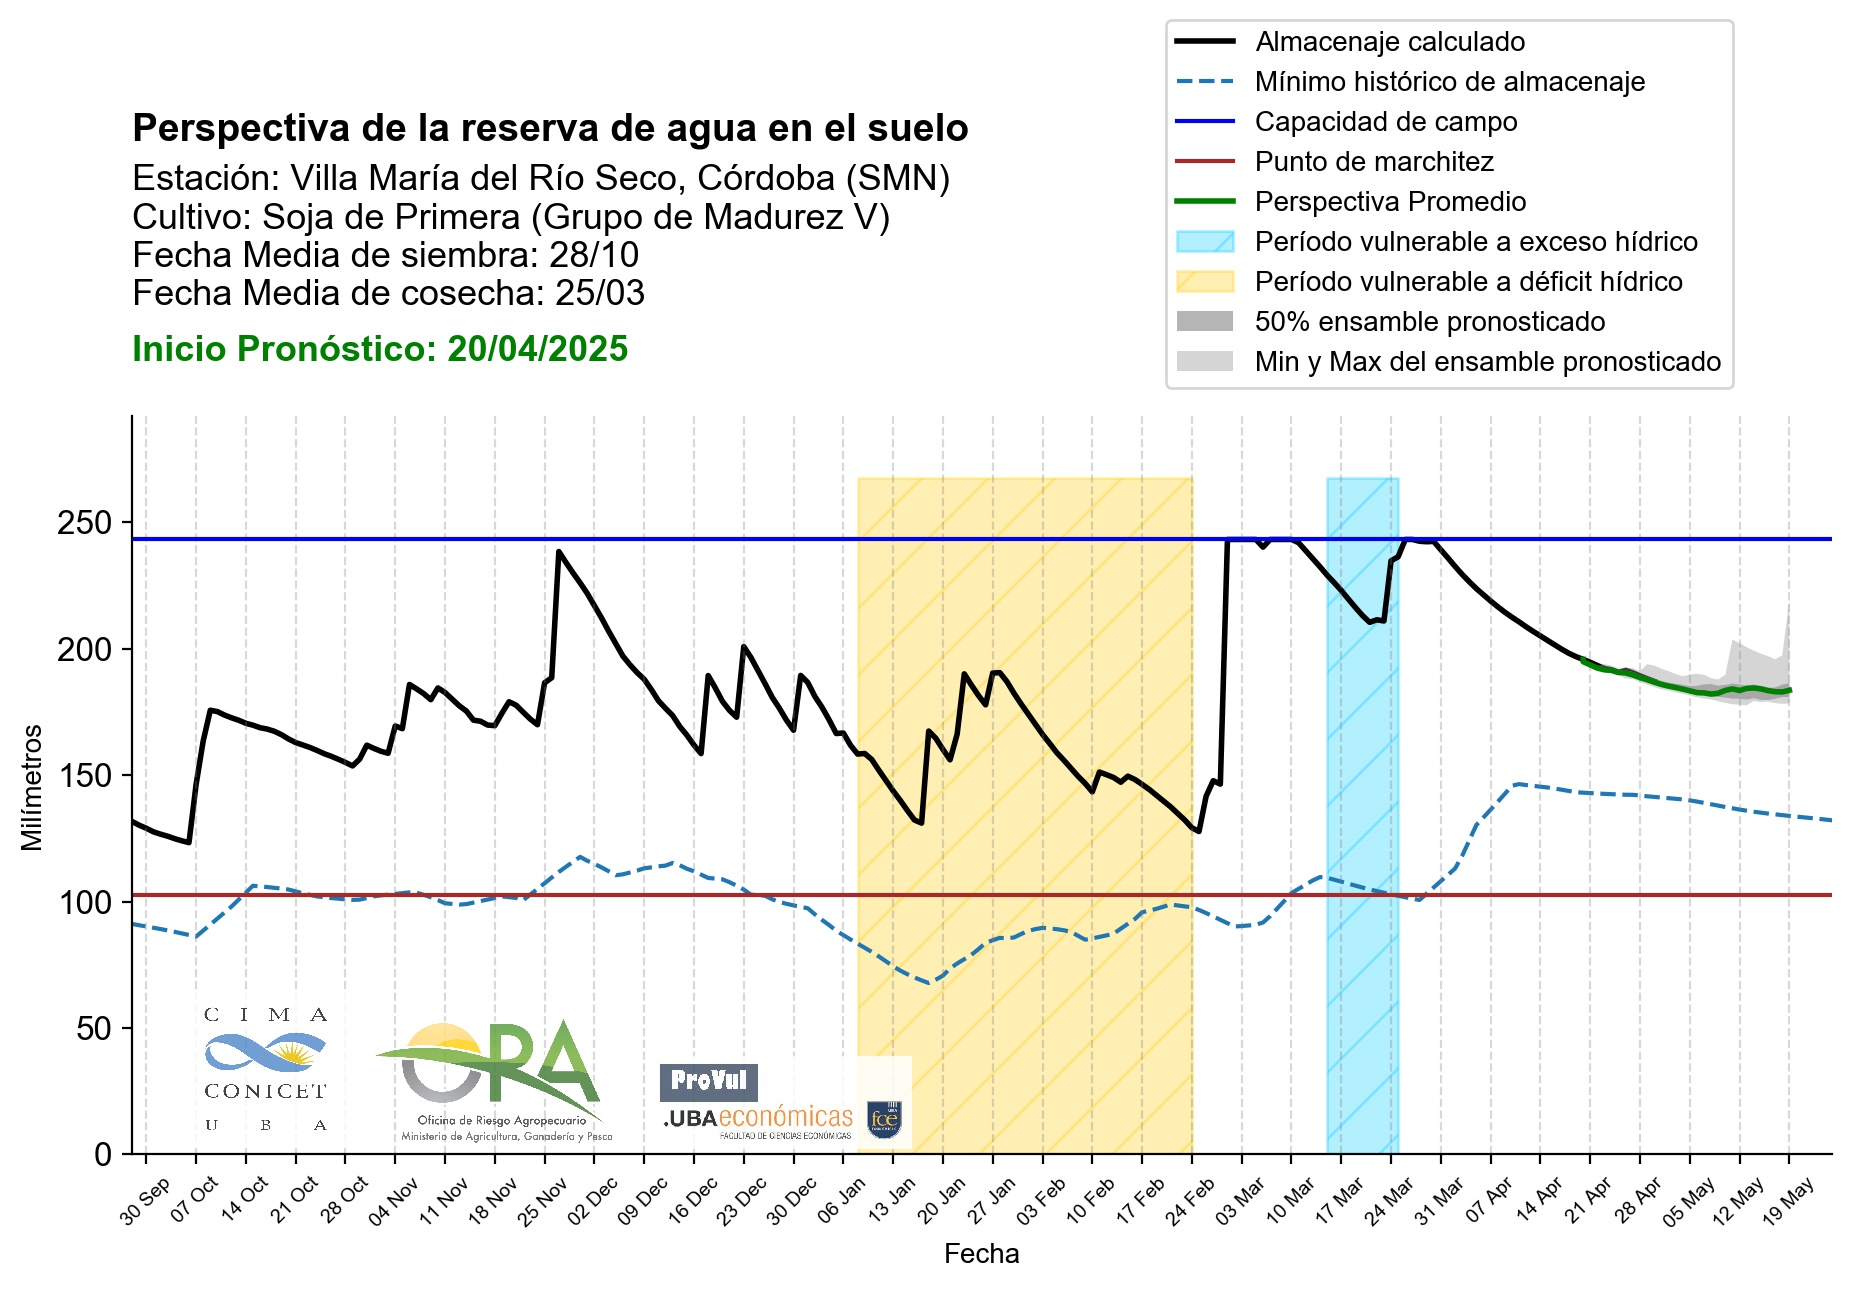 Almacenaje calculado
Mínimo histórico de almacenaje
Capacidad de campo
Punto de marchitez
Perspectiva Promedio
Período vulnerable a exceso hídrico
Período vulnerable a déficit hídrico
50% ensamble pronosticado
Min y Max del ensamble pronosticado
Perspectiva de la reserva de agua en el suelo
Estación: Villa María del Río Seco, Córdoba (SMN)
Cultivo: Soja de Primera (Grupo de Madurez V)
Fecha Media de siembra: 28/10
Fecha Media de cosecha: 25/03
Inicio Pronóstico: 20/04/2025
250
200
150
100
50
0
Milímetros
CIMA
CONICET
UBA
ORA
Oficina de Riesgo Agropecuario
Ministerio de Agricultura, Ganadería y Pesca
ProVul
.UBAeconómicas
FACULTAD DE CIENCIAS ECONÓMICAS
fce
30 Sep
07 Oct
14 Oct
21 Oct
28 Oct
04 Nov
11 Nov
18 Nov
25 Nov
02 Dec
09 Dec
16 Dec
23 Dec
30 Dec
06 Jan
13 Jan
20 Jan
27 Jan
03 Feb
10 Feb
17 Feb
24 Feb
03 Mar
10 Mar
17 Mar
24 Mar
31 Mar
07 Apr
14 Apr
21 Apr
28 Apr
05 May
12 May
19 May
Fecha